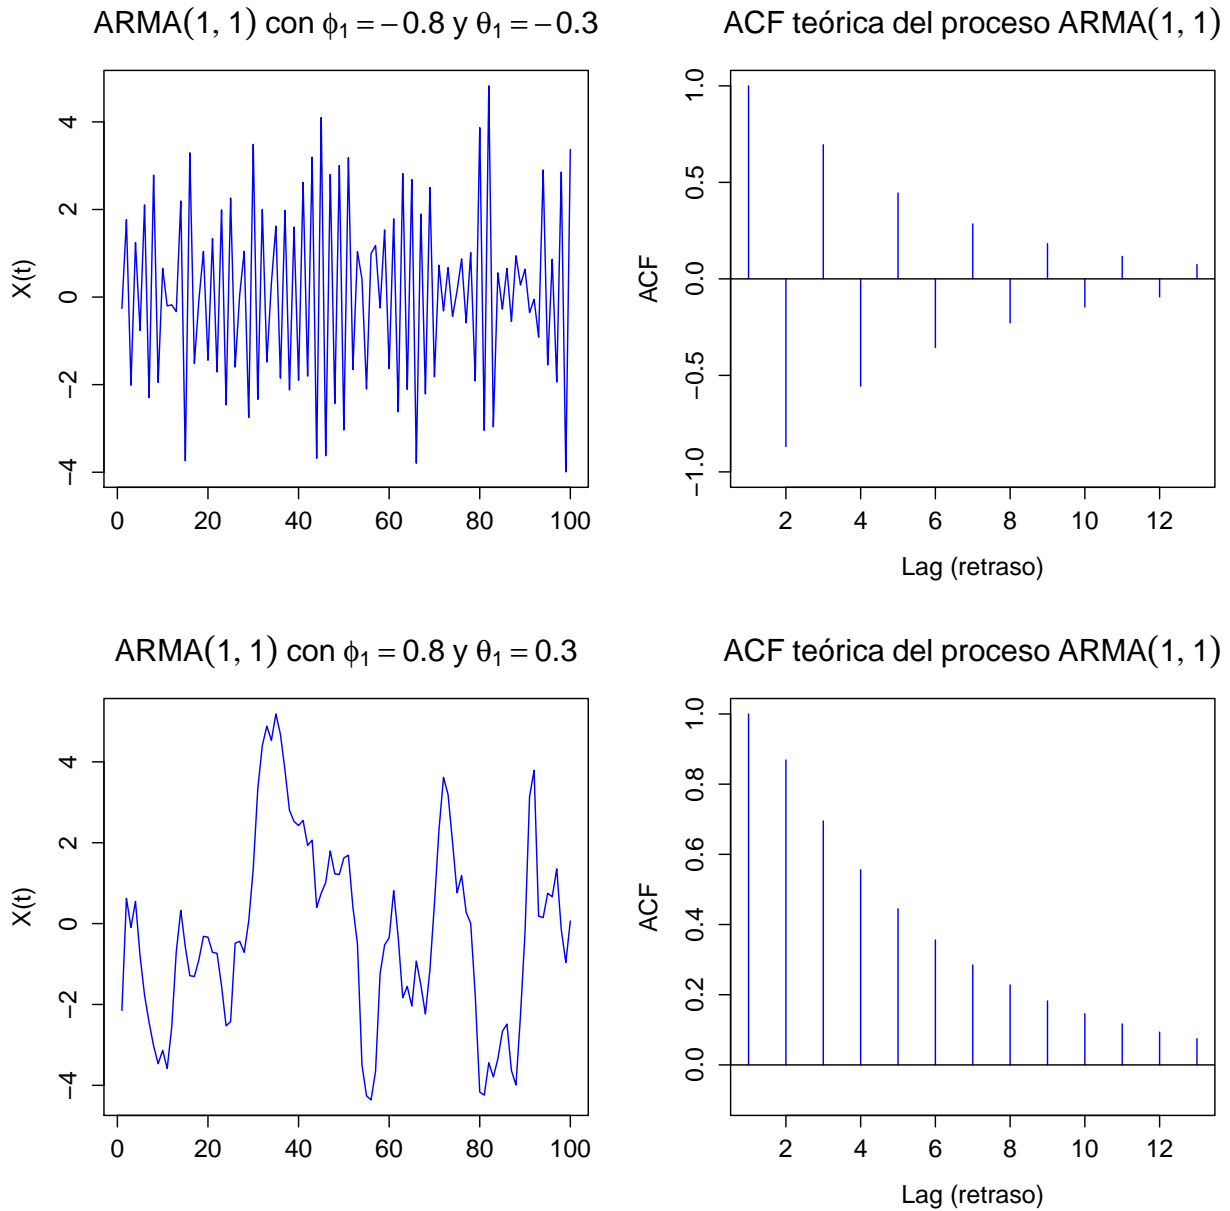 ARMA(1, 1) con ϕ₁ = −0.8 y θ₁ = −0.3
X(t)
4
2
0
−2
−4
0 20 40 60 80 100
ACF teórica del proceso ARMA(1, 1)
ACF
1.0
0.5
0.0
−0.5
−1.0
2 4 6 8 10 12
Lag (retraso)
ARMA(1, 1) con ϕ₁ = 0.8 y θ₁ = 0.3
X(t)
4
2
0
−2
−4
0 20 40 60 80 100
ACF teórica del proceso ARMA(1, 1)
ACF
1.0
0.8
0.6
0.4
0.2
0.0
2 4 6 8 10 12
Lag (retraso)